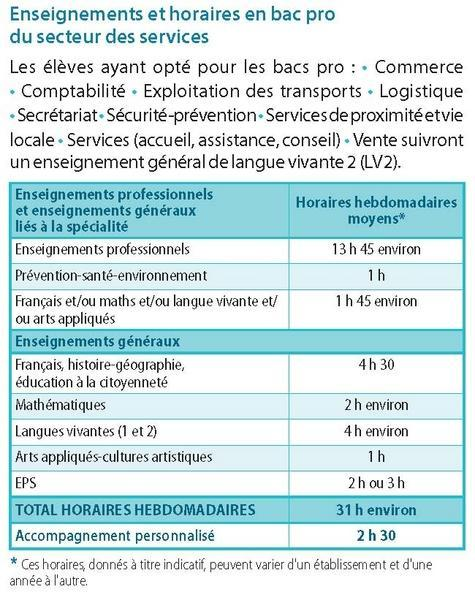 Enseignements et horaires en bac pro
du secteur des services
Les élèves ayant opté pour les bacs pro : • Commerce
• Comptabilité • Exploitation des transports • Logistique
• Secrétariat • Sécurité-prévention • Services de proximité et vie
locale • Services (accueil, assistance, conseil) • Vente suivront
un enseignement général de langue vivante 2 (LV2).
Enseignements professionnels
et enseignements généraux
liés à la spécialité
Horaires hebdomadaires
moyens*
Enseignements professionnels 13 h 45 environ
Prévention-santé-environnement 1 h
Français et/ou maths et/ou langue vivante et/
ou arts appliqués
1 h 45 environ
Enseignements généraux
Français, histoire-géographie,
éducation à la citoyenneté
4 h 30
Mathématiques 2 h environ
Langues vivantes (1 et 2) 4 h environ
Arts appliqués-cultures artistiques 1 h
EPS 2 h ou 3 h
TOTAL HORAIRES HEBDOMADAIRES 31 h environ
Accompagnement personnalisé 2 h 30
* Ces horaires, donnés à titre indicatif, peuvent varier d'un établissement et d'une
année à l'autre.